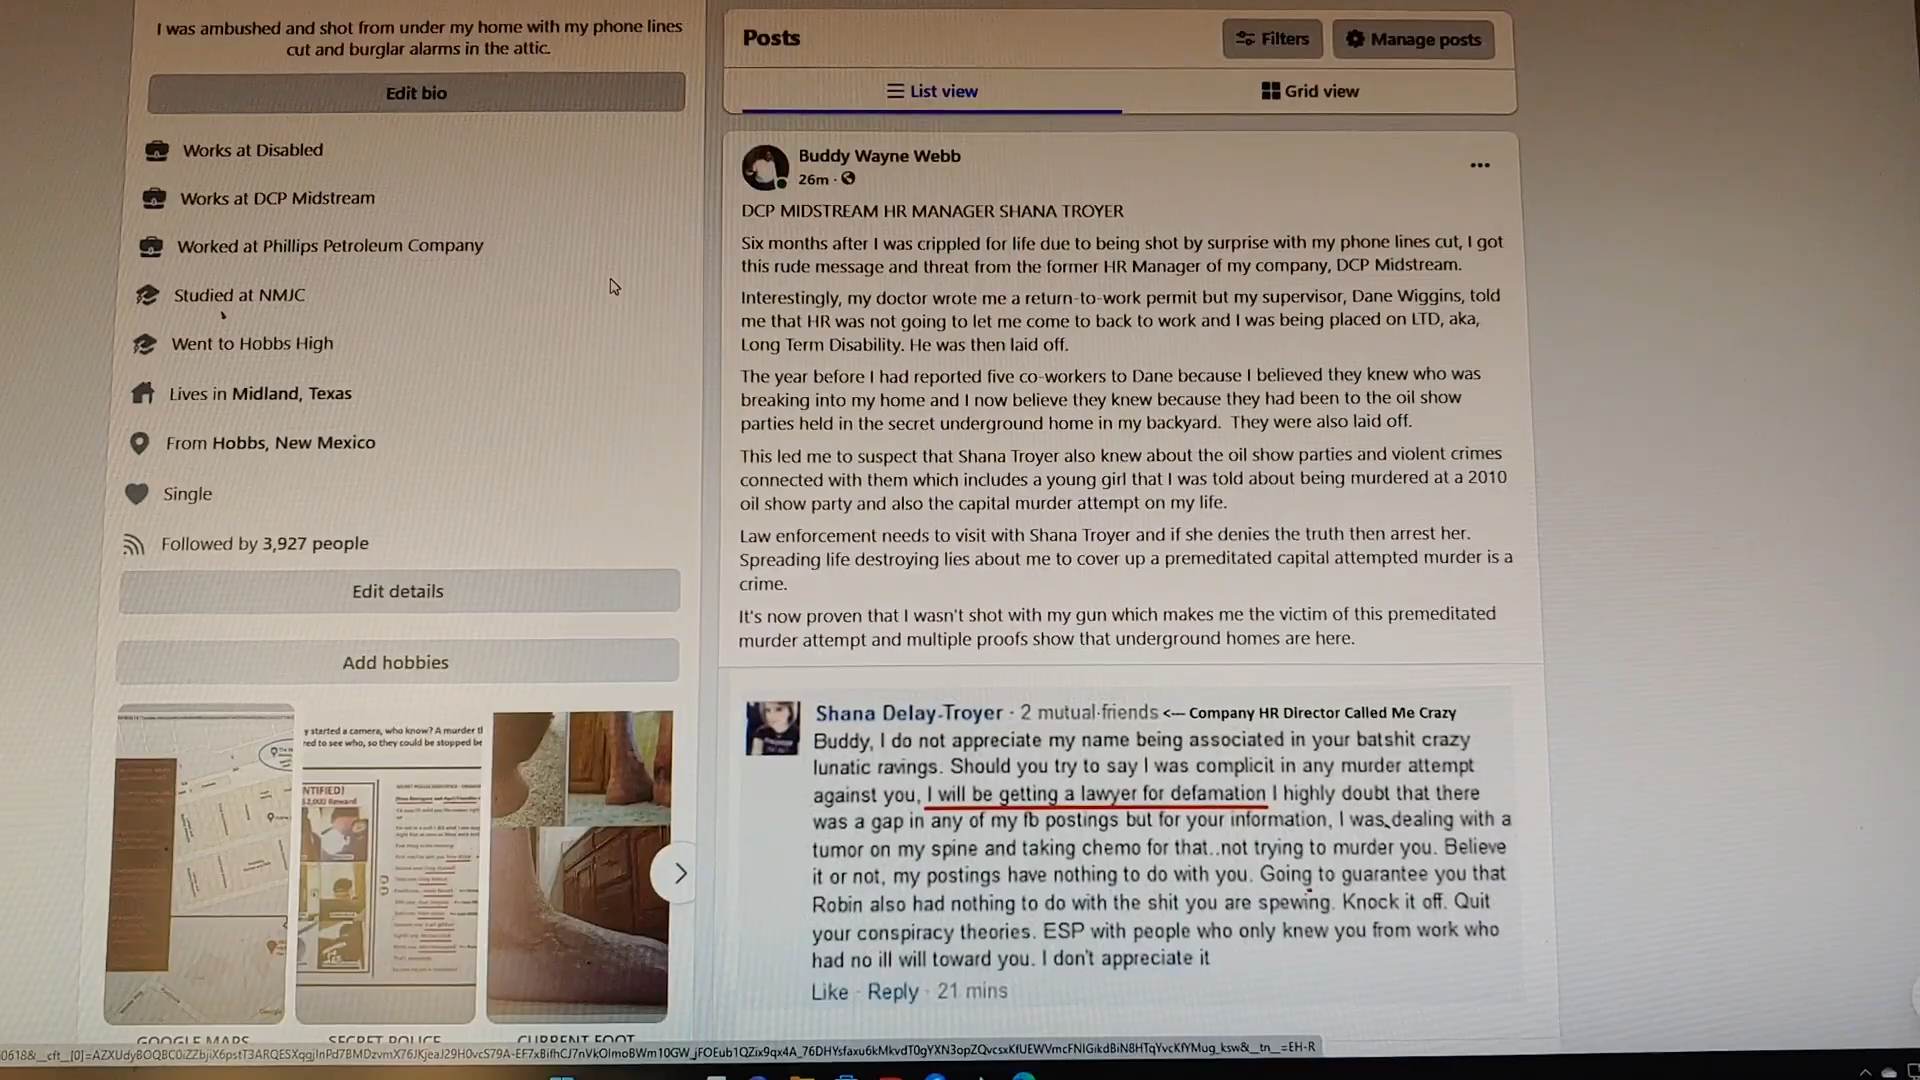 I was ambushed and shot from under my home with my phone lines
cut and burglar alarms in the attic.
Edit bio
Works at Disabled
Works at DCP Midstream
Worked at Phillips Petroleum Company
Studied at NMJC
Went to Hobbs High
Lives in Midland, Texas
From Hobbs, New Mexico
Single
Followed by 3,927 people
Edit details
Add hobbies
y started a camera, who know? A murder th
red to see who, so they could be stopped be
NTIFIED!
$2,000 Reward
GOOGLE MAPS
SECRET POLICE
CURRENT FOOT
Posts
Filters
Manage posts
List view
Grid view
Buddy Wayne Webb
26m
DCP MIDSTREAM HR MANAGER SHANA TROYER
Six months after I was crippled for life due to being shot by surprise with my phone lines cut, I got
this rude message and threat from the former HR Manager of my company, DCP Midstream.
Interestingly, my doctor wrote me a return-to-work permit but my supervisor, Dane Wiggins, told
me that HR was not going to let me come to back to work and I was being placed on LTD, aka,
Long Term Disability. He was then laid off.
The year before I had reported five co-workers to Dane because I believed they knew who was
breaking into my home and I now believe they knew because they had been to the oil show
parties held in the secret underground home in my backyard. They were also laid off.
This led me to suspect that Shana Troyer also knew about the oil show parties and violent crimes
connected with them which includes a young girl that I was told about being murdered at a 2010
oil show party and also the capital murder attempt on my life.
Law enforcement needs to visit with Shana Troyer and if she denies the truth then arrest her.
Spreading life destroying lies about me to cover up a premeditated capital attempted murder is a
crime.
It's now proven that I wasn't shot with my gun which makes me the victim of this premeditated
murder attempt and multiple proofs show that underground homes are here.
Shana Delay-Troyer · 2 mutual friends <--- Company HR Director Called Me Crazy
Buddy, I do not appreciate my name being associated in your batshit crazy
lunatic ravings. Should you try to say I was complicit in any murder attempt
against you, I will be getting a lawyer for defamation I highly doubt that there
was a gap in any of my fb postings but for your information, I was dealing with a
tumor on my spine and taking chemo for that..not trying to murder you. Believe
it or not, my postings have nothing to do with you. Going to guarantee you that
Robin also had nothing to do with the shit you are spewing. Knock it off. Quit
your conspiracy theories. ESP with people who only knew you from work who
had no ill will toward you. I don't appreciate it
Like · Reply · 21 mins